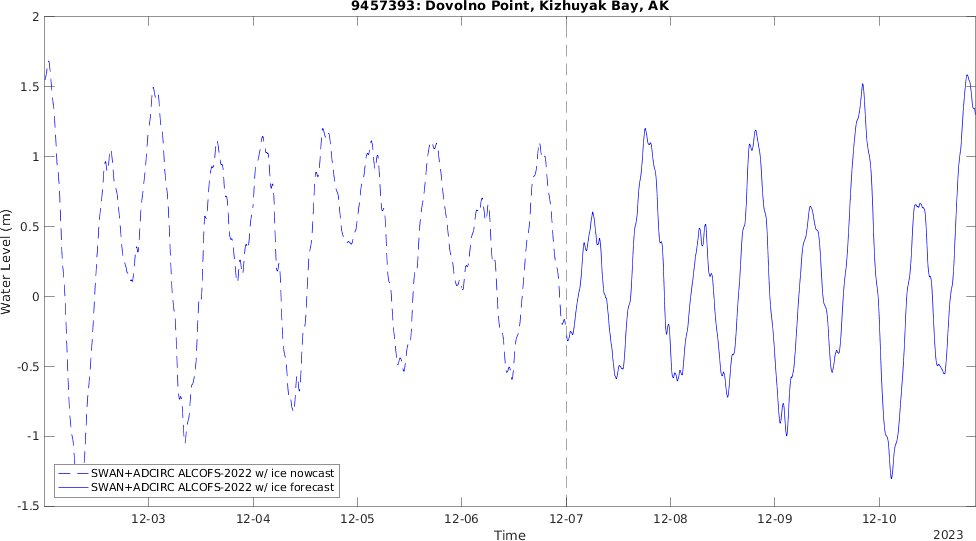 9457393: Dovolno Point, Kizhuyak Bay, AK
Water Level (m)
2
1.5
1
0.5
0
-0.5
-1
-1.5
SWAN+ADCIRC ALCOFS-2022 w/ ice nowcast
SWAN+ADCIRC ALCOFS-2022 w/ ice forecast
12-03 12-04 12-05 12-06 12-07 12-08 12-09 12-10
Time
2023